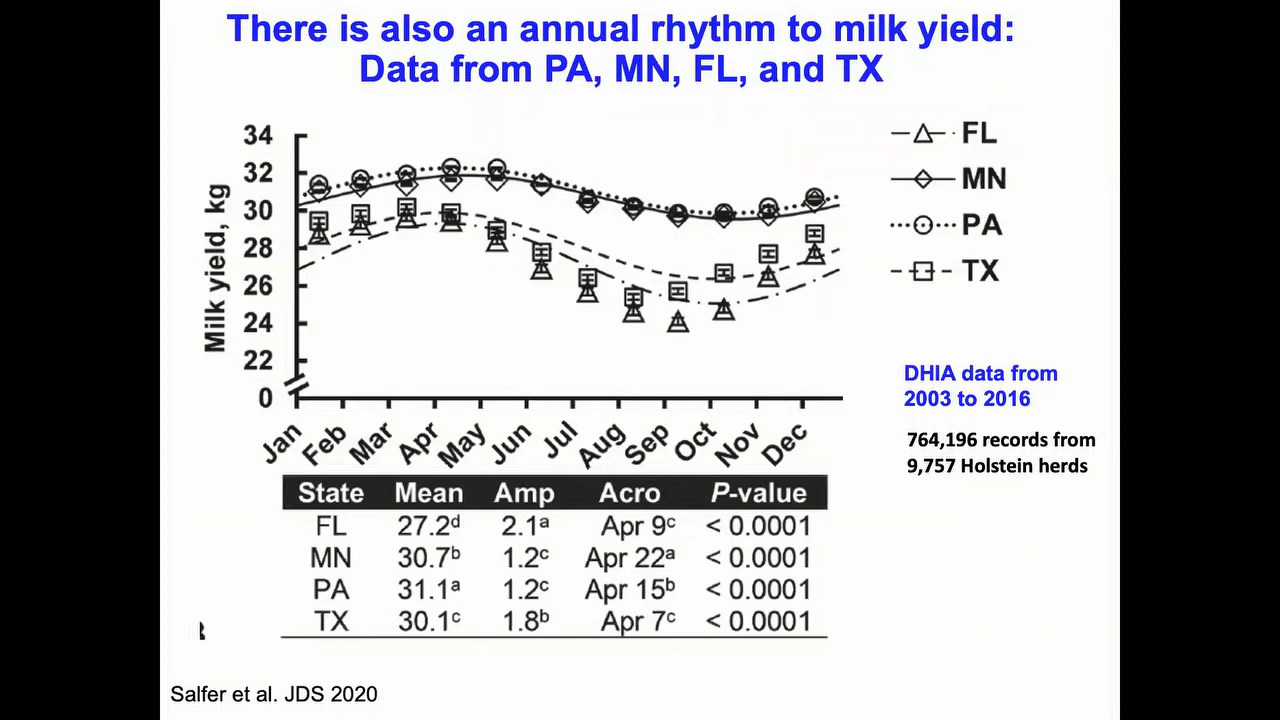 There is also an annual rhythm to milk yield:
Data from PA, MN, FL, and TX
Milk yield, kg
34
32
30
28
26
24
22
0
Jan Feb Mar Apr May Jun Jul Aug Sep Oct Nov Dec
FL
MN
PA
TX
DHIA data from
2003 to 2016
764,196 records from
9,757 Holstein herds
State Mean Amp Acro P-value
FL 27.2ᵈ 2.1ᵃ Apr 9ᶜ < 0.0001
MN 30.7ᵇ 1.2ᶜ Apr 22ᵃ < 0.0001
PA 31.1ᵃ 1.2ᶜ Apr 15ᵇ < 0.0001
TX 30.1ᶜ 1.8ᵇ Apr 7ᶜ < 0.0001
Salfer et al. JDS 2020